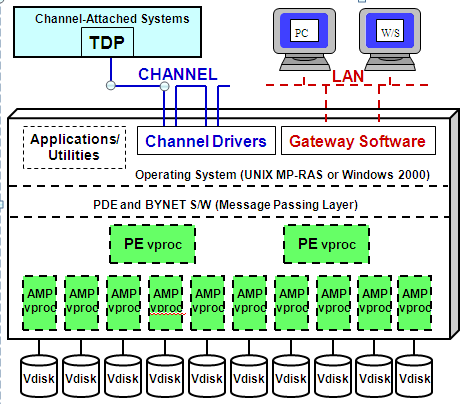 Channel-Attached Systems
TDP
PC
W/S
CHANNEL
LAN
Applications/
Utilities
Channel Drivers
Gateway Software
Operating System (UNIX MP-RAS or Windows 2000)
PDE and BYNET S/W (Message Passing Layer)
PE vproc
PE vproc
AMP AMP AMP AMP AMP AMP AMP AMP AMP AMP
vproc vproc vproc vproc vproc vproc vproc vproc vproc vproc
Vdisk Vdisk Vdisk Vdisk Vdisk Vdisk Vdisk Vdisk Vdisk Vdisk